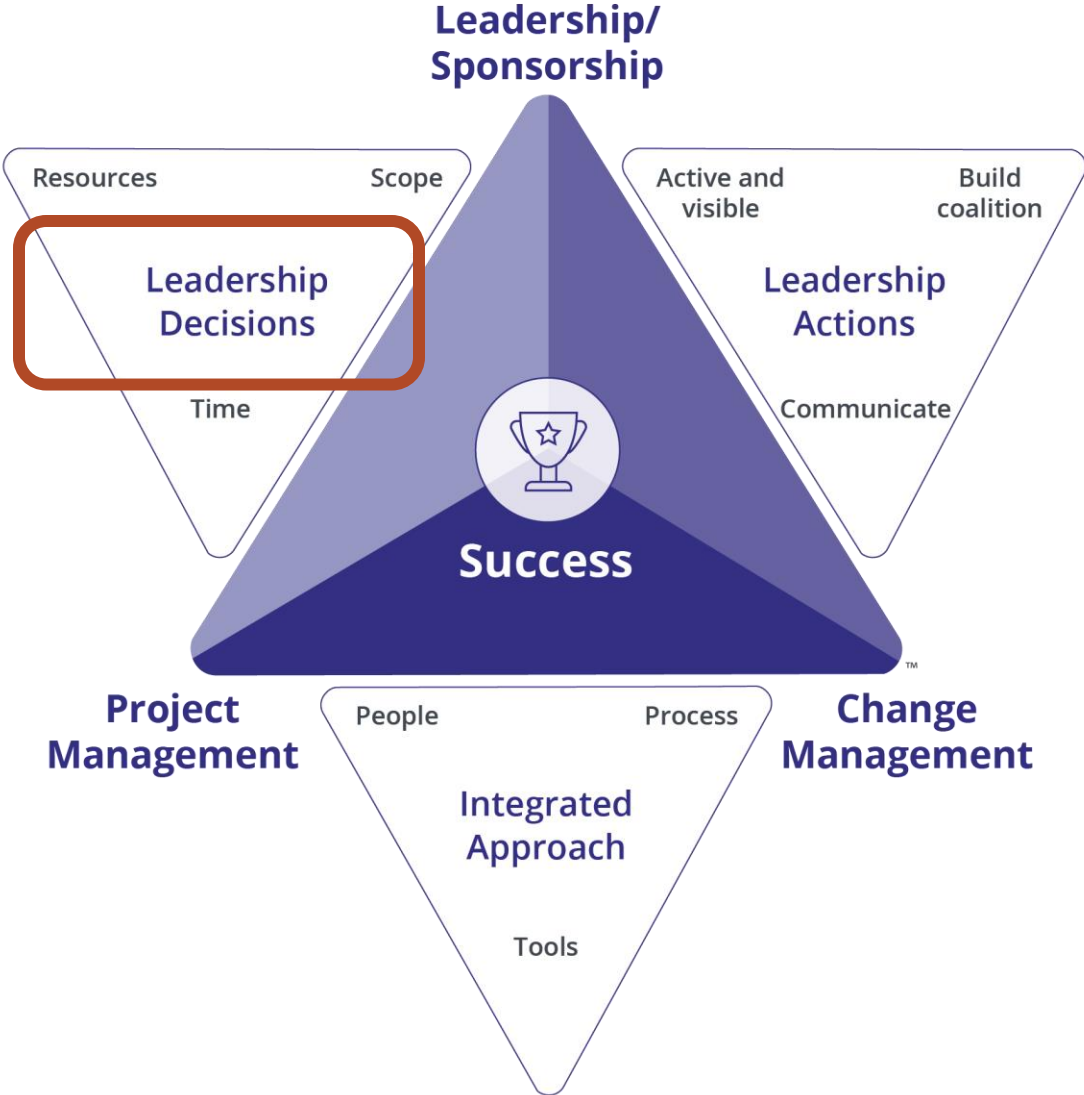 Leadership/
Sponsorship
Resources
Scope
Active and
visible
Build
coalition
Leadership
Decisions
Leadership
Actions
Time
Communicate
Success
™
Project
Management
People
Process
Change
Management
Integrated
Approach
Tools